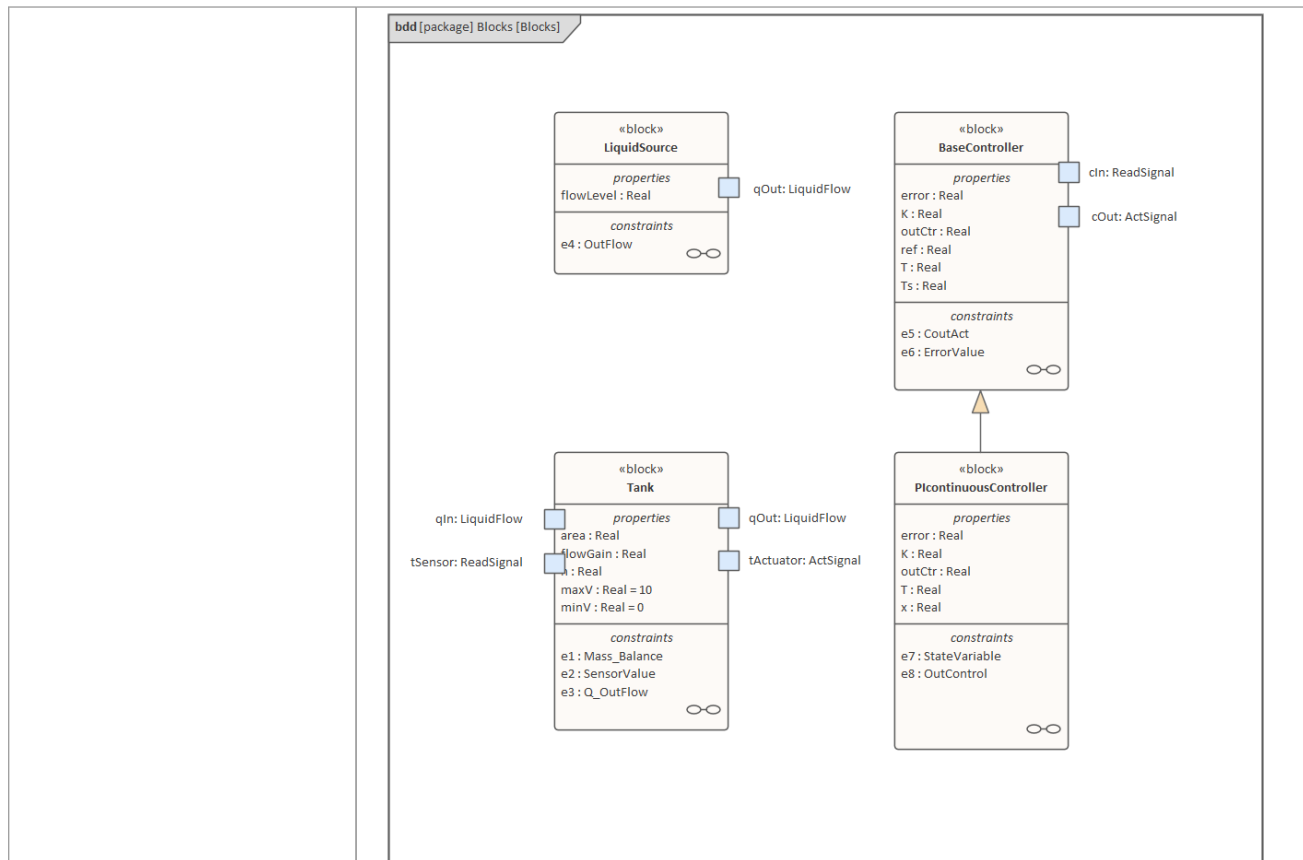 bdd [package] Blocks [Blocks]
«block»
LiquidSource
properties
flowLevel : Real
constraints
e4 : OutFlow
qOut: LiquidFlow
«block»
BaseController
properties
error : Real
K : Real
outCtr : Real
ref : Real
T : Real
Ts : Real
constraints
e5 : CoutAct
e6 : ErrorValue
cIn: ReadSignal
cOut: ActSignal
«block»
Tank
qIn: LiquidFlow
tSensor: ReadSignal
properties
area : Real
flowGain : Real
: Real
maxV : Real = 10
minV : Real = 0
constraints
e1 : Mass_Balance
e2 : SensorValue
e3 : Q_OutFlow
qOut: LiquidFlow
tActuator: ActSignal
«block»
PIcontinuousController
properties
error : Real
K : Real
outCtr : Real
T : Real
x : Real
constraints
e7 : StateVariable
e8 : OutControl